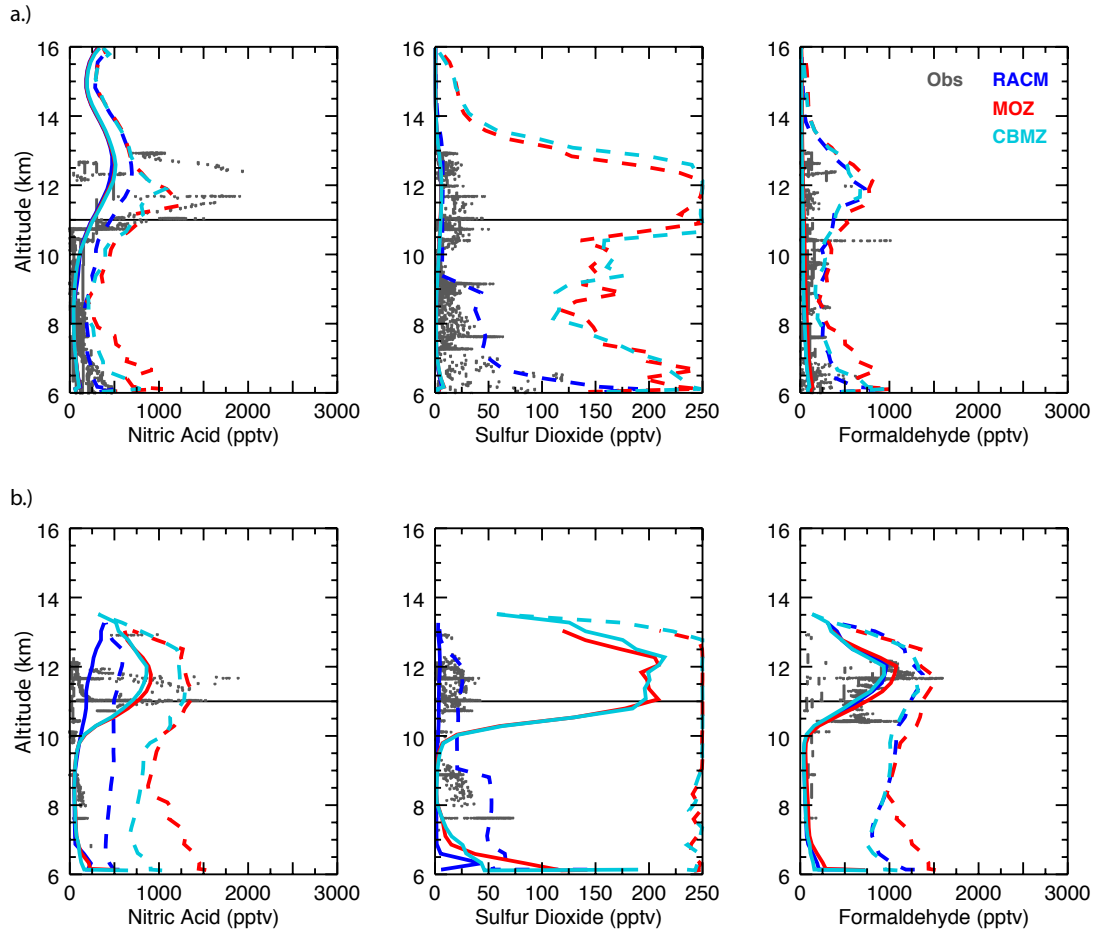 a.)
16
14
12
10
8
6
Altitude (km)
0 1000 2000 3000
Nitric Acid (pptv)
16
14
12
10
8
6
0 50 100 150 200 250
Sulfur Dioxide (pptv)
16
14
12
10
8
6
Obs RACM
MOZ
CBMZ
0 1000 2000 3000
Formaldehyde (pptv)
b.)
16
14
12
10
8
6
Altitude (km)
0 1000 2000 3000
Nitric Acid (pptv)
16
14
12
10
8
6
0 50 100 150 200 250
Sulfur Dioxide (pptv)
16
14
12
10
8
6
0 1000 2000 3000
Formaldehyde (pptv)